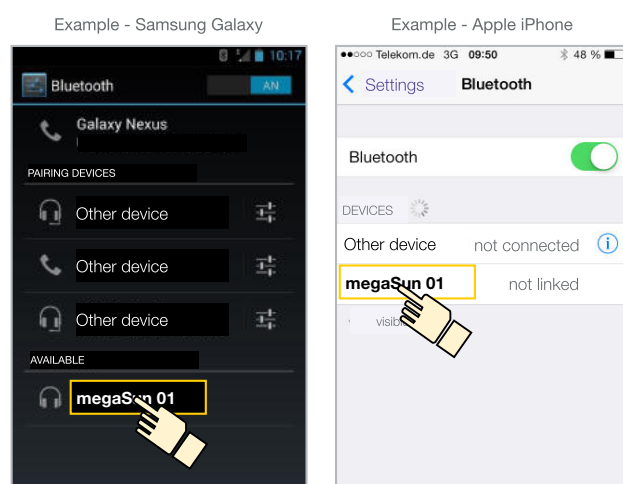 Example - Samsung Galaxy
10:17
Bluetooth
AN
Galaxy Nexus
PAIRING DEVICES
Other device
Other device
Other device
AVAILABLE
megaSun 01
Example - Apple iPhone
Telekom.de 3G 09:50 48 %
Settings Bluetooth
Bluetooth
DEVICES
Other device not connected i
megaSun 01 not linked